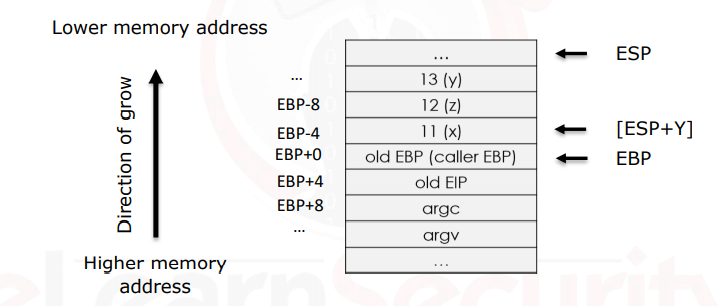 Lower memory address
Direction of grow
Higher memory
address
...
EBP-8
EBP-4
EBP+0
EBP+4
EBP+8
...
...
13 (y)
12 (z)
11 (x)
old EBP (caller EBP)
old EIP
argc
argv
...
ESP
[ESP+Y]
EBP
eLearnSecurity